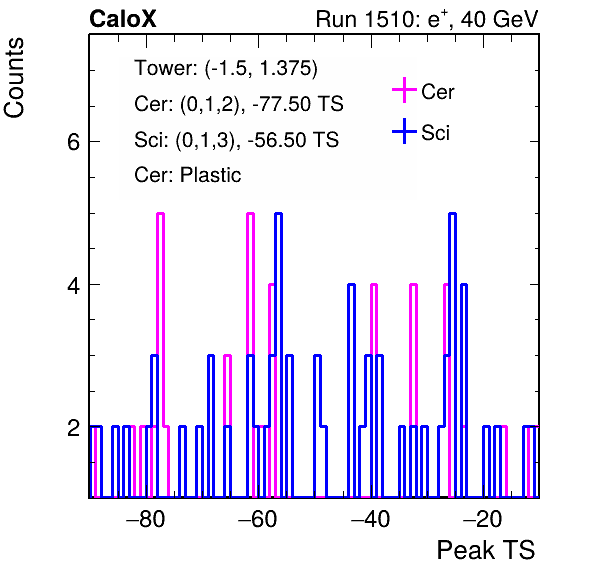 CaloX Run 1510: e⁺, 40 GeV
Counts
Tower: (-1.5, 1.375)
Cer: (0,1,2), -77.50 TS
Sci: (0,1,3), -56.50 TS
Cer: Plastic
Cer
Sci
6
4
2
−80 −60 −40 −20
Peak TS